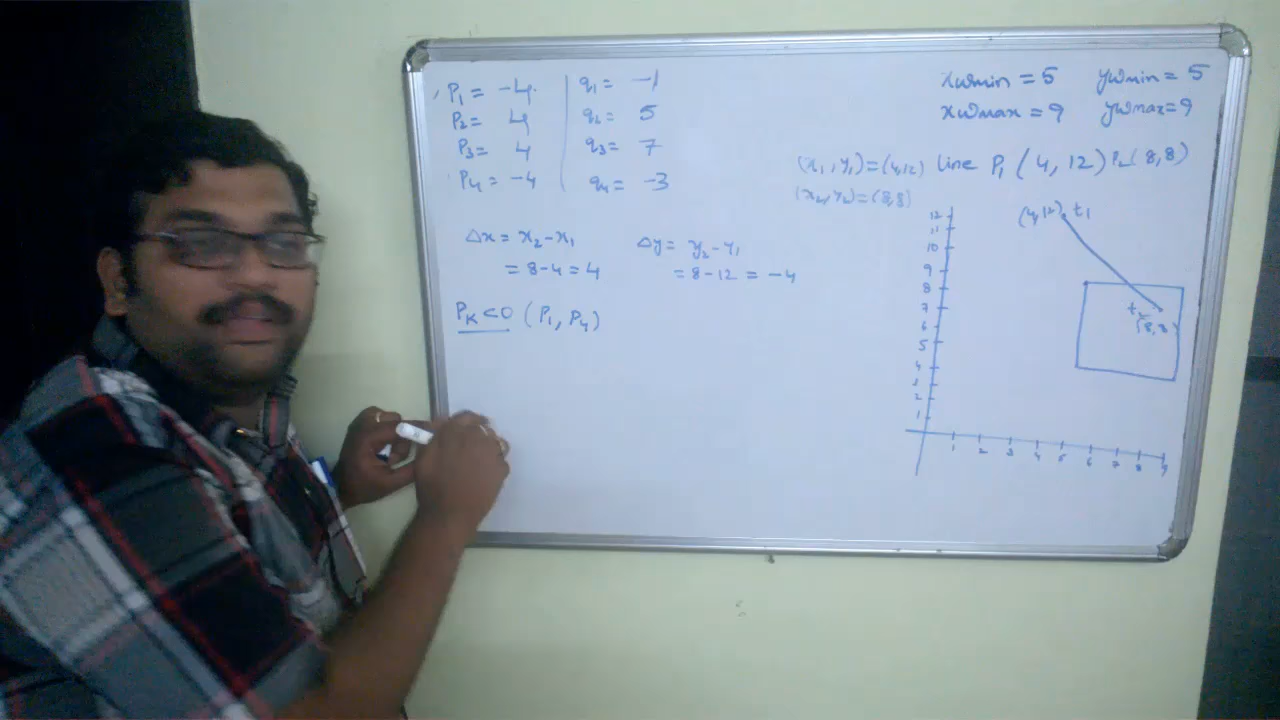 P1 = -4 q1 = -1
P2 = 4 q2 = 5
P3 = 4 q3 = 7
P4 = -4 q4 = -3
Δx = x2-x1 Δy = y2-y1
= 8-4 = 4 = 8-12 = -4
PK<0 (P1, P4)
xwmin = 5 ywmin = 5
xwmax = 9 ywmax=9
(x1, y1) = (4,12) Line P1 (4, 12) P2 (8,8)
(x2, y2) = (8,8)
(4,12) t1
12
11
10
9
8
7
6
5
4
3
2
1
t2
(8,8)
1 2 3 4 5 6 7 8 9